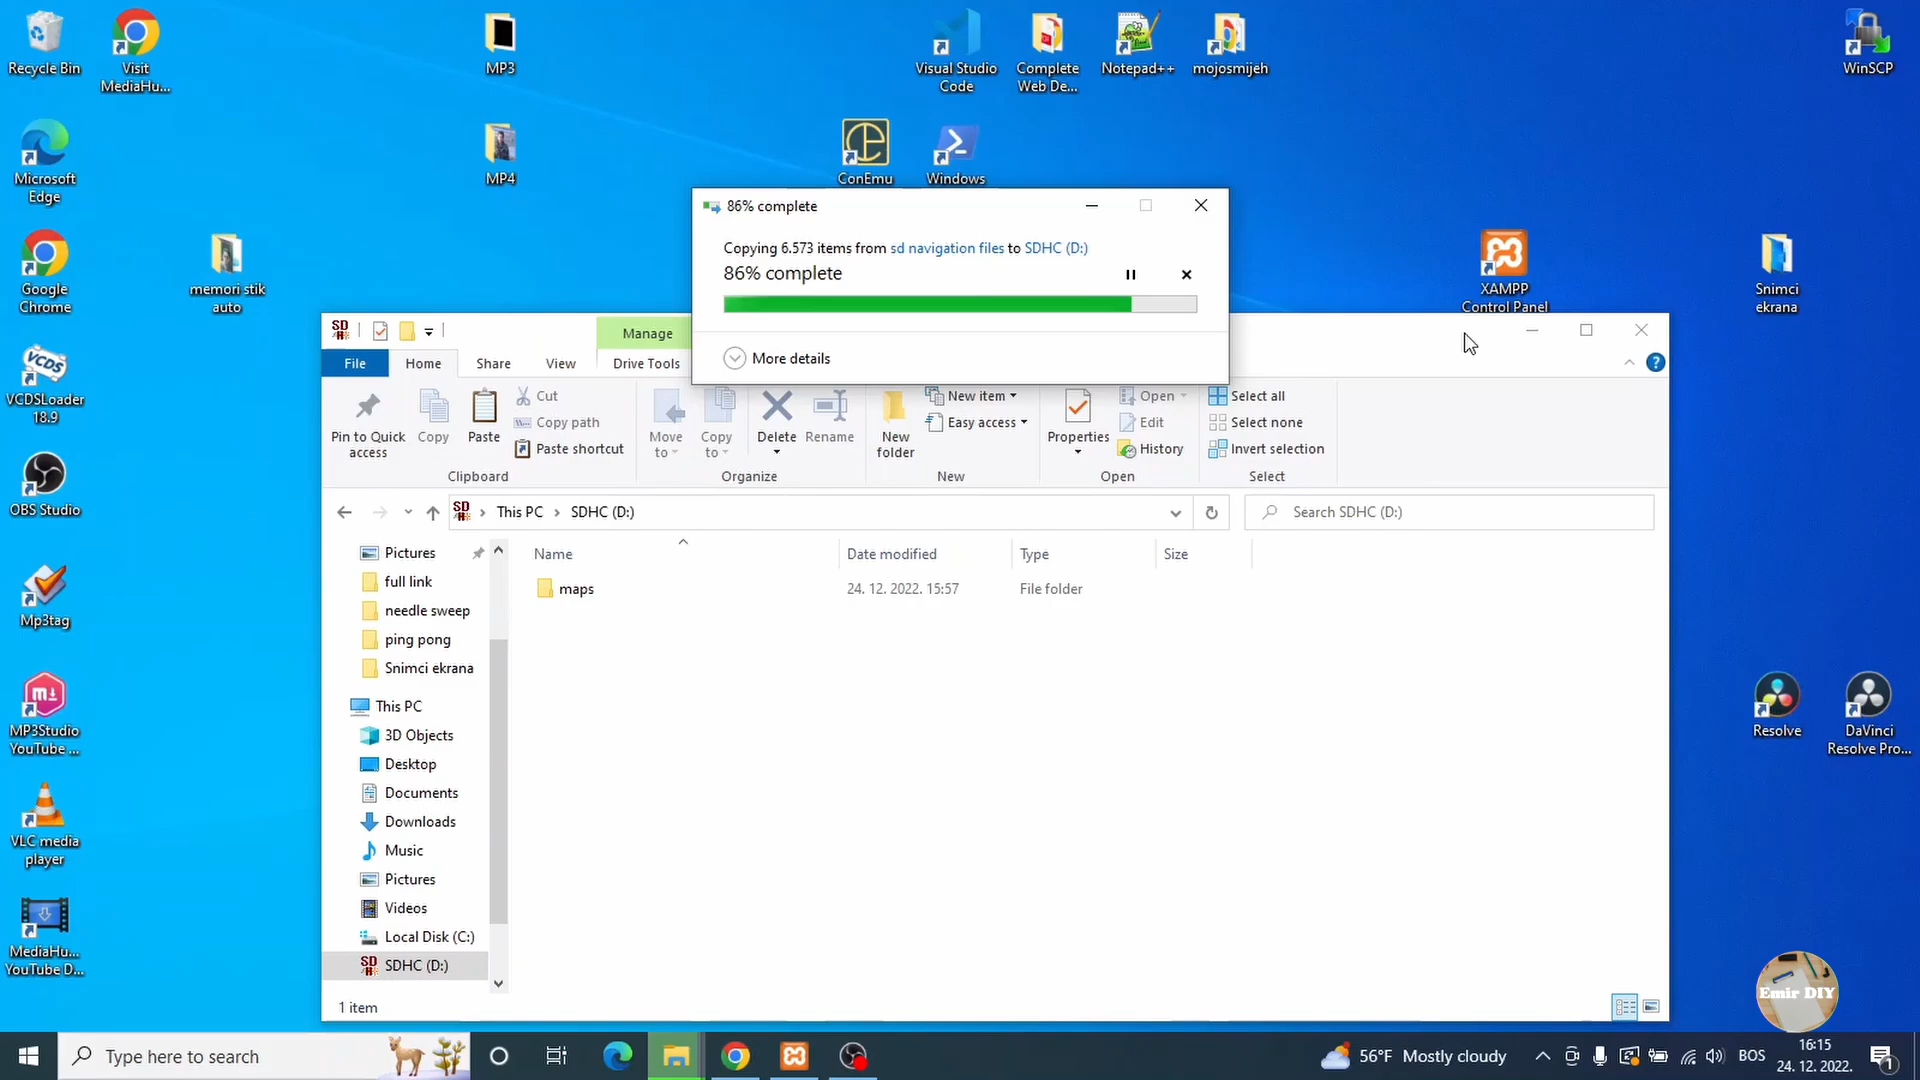 Recycle Bin
Visit
MediaHu...
MP3
Visual Studio
Code
Complete
Web De...
Notepad++
mojosmijeh
WinSCP
Microsoft
Edge
MP4
ConEmu
Windows
Google
Chrome
memori stik
auto
XAMPP
Control Panel
Snimci
ekrana
86% complete
Copying 6.573 items from sd navigation files to SDHC (D:)
86% complete
More details
Manage
File
Home
Share
View
Drive Tools
Pin to Quick
access
Copy
Paste
Cut
Copy path
Paste shortcut
Clipboard
Move
to
Copy
to
Delete
Rename
Organize
New
folder
New item
Easy access
New
Properties
Open
Edit
History
Open
Select all
Select none
Invert selection
Select
This PC
SDHC (D:)
Search SDHC (D:)
Name
Date modified
Type
Size
maps
24. 12. 2022. 15:57
File folder
Pictures
full link
needle sweep
ping pong
Snimci ekrana
This PC
3D Objects
Desktop
Documents
Downloads
Music
Pictures
Videos
Local Disk (C:)
SDHC (D:)
1 item
VCDS
VCDSLoader
18.9
OBS Studio
Mp3tag
MP3Studio
YouTube ...
VLC media
player
MediaHu...
YouTube D...
Resolve
DaVinci
Resolve Pro...
Emir DIY
Type here to search
56°F Mostly cloudy
BOS
16:15
24. 12. 2022.
1